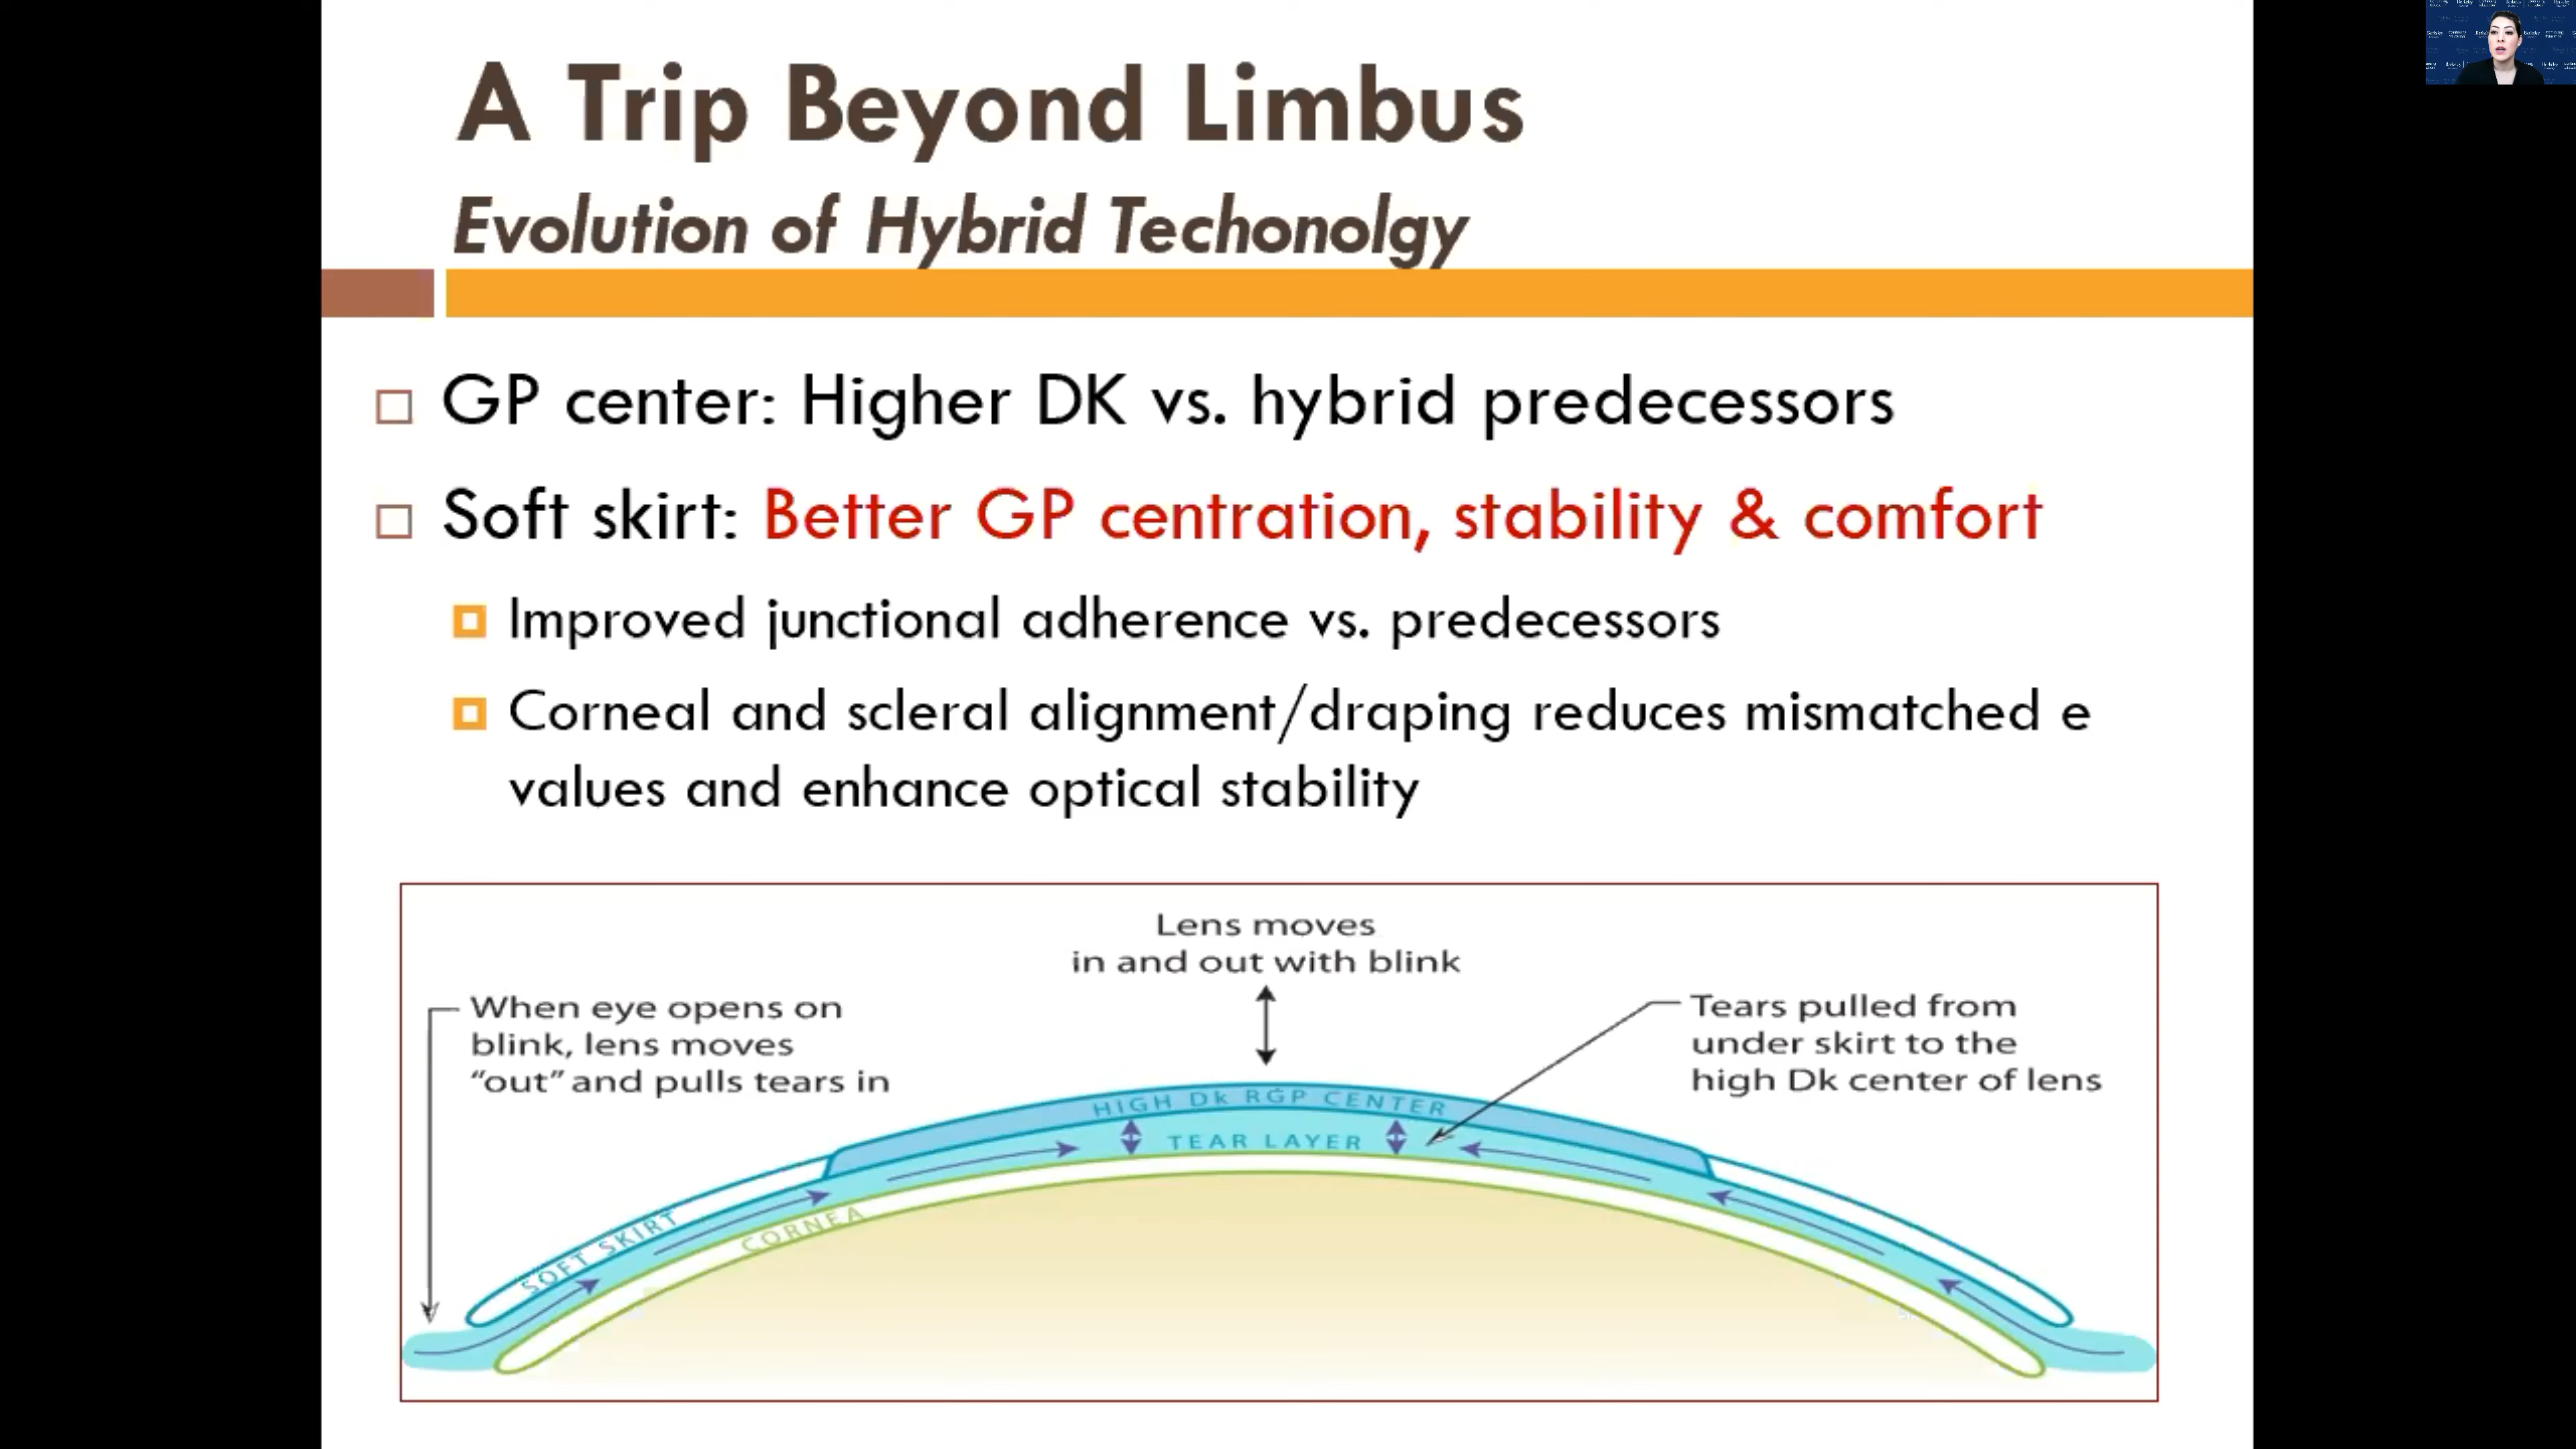 A Trip Beyond Limbus
Evolution of Hybrid Techonolgy
GP center: Higher DK vs. hybrid predecessors
Soft skirt: Better GP centration, stability & comfort
Improved junctional adherence vs. predecessors
Corneal and scleral alignment/draping reduces mismatched e
values and enhance optical stability
Lens moves
in and out with blink
When eye opens on
blink, lens moves
“out” and pulls tears in
Tears pulled from
under skirt to the
high Dk center of lens
HIGH Dk RGP CENTER
TEAR LAYER
SOFT SKIRT
CORNEA